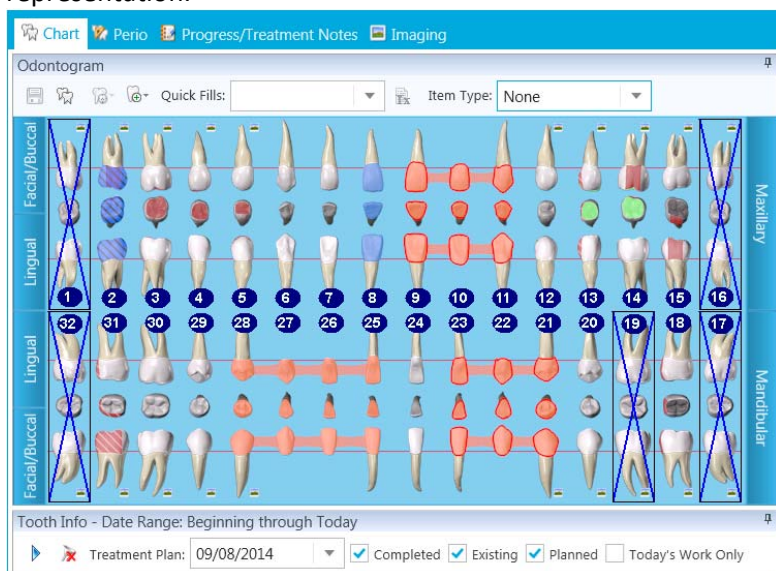 representation.
Chart Perio Progress/Treatment Notes Imaging
Odontogram
Quick Fills: Item Type: None
Facial/Buccal
Lingual
Maxillary
1 2 3 4 5 6 7 8 9 10 11 12 13 14 15 16
32 31 30 29 28 27 26 25 24 23 22 21 20 19 18 17
Lingual
Facial/Buccal
Mandibular
Tooth Info - Date Range: Beginning through Today
Treatment Plan: 09/08/2014 Completed Existing Planned Today's Work Only